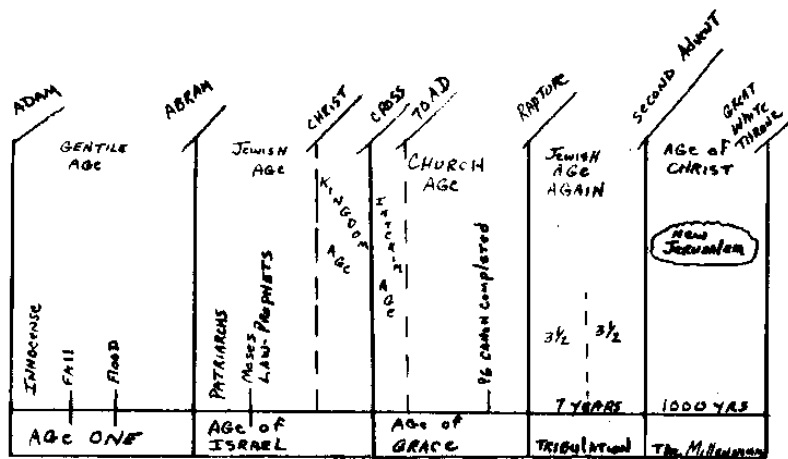 ADAM
ABRAM
CHRIST
CROSS
70 A.D
RAPTURE
SECOND ADVENT
GREAT
WHITE
THRONE
GENTILE
AGe
JeWISH
AGe
KINGDOM
AGe
INTERIM
AGe
CHURCH
AGe
JeWISH
AGe
AGAIN
AGe of
CHRIST
New
JeRusAlem
INNOCENSE
FAll
FlooD
PATRIARCHS
Moses
LAW-PROPHETS
96 CANON Completed
3½
3½
7 YEARS
1000 YRS
AGe ONE
AGe of
ISRAEL
AGe of
GRACE
TRIBULATION
The Millennium